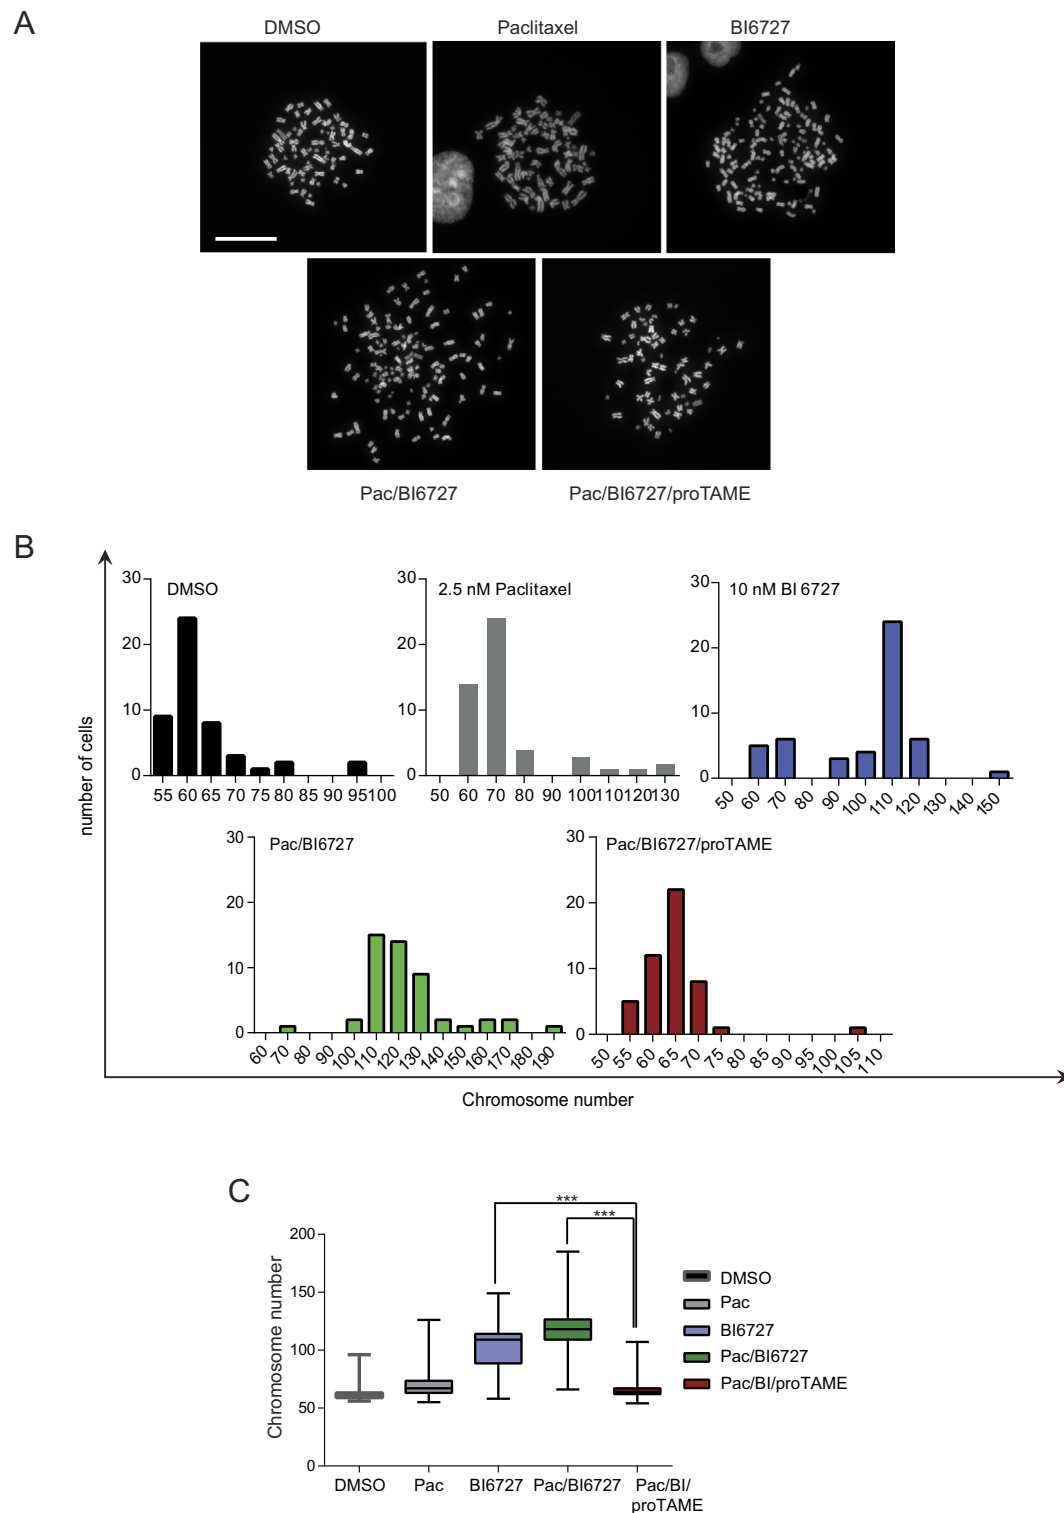 A
DMSO
Paclitaxel
BI6727
Pac/BI6727
Pac/BI6727/proTAME
B
number of cells
30
20
10
0
DMSO
55 60 65 70 75 80 85 90 95 100
30
20
10
0
2.5 nM Paclitaxel
50 60 70 80 90 100 110 120 130
30
20
10
0
10 nM BI 6727
50 60 70 80 90 100 110 120 130 140 150
30
20
10
0
Pac/BI6727
60 70 80 90 100 110 120 130 140 150 160 170 180 190
30
20
10
0
Pac/BI6727/proTAME
50 55 60 65 70 75 80 85 90 95 100 105 110
Chromosome number
C
Chromosome number
200
150
100
50
0
***
***
DMSO
Pac
BI6727
Pac/BI6727
Pac/BI/proTAME
DMSO Pac BI6727 Pac/BI6727 Pac/BI/
proTAME